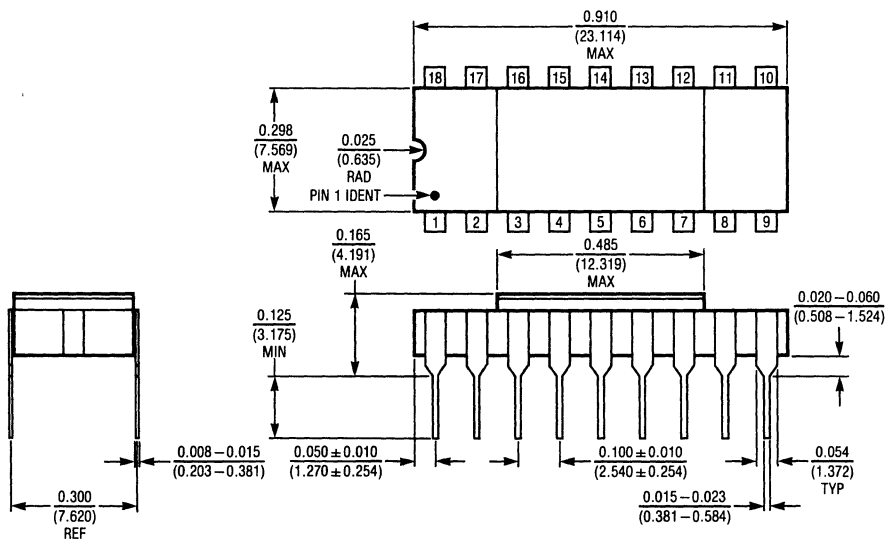 0.910
(23.114)
MAX
18 17 16 15 14 13 12 11 10
0.298
(7.569)
MAX
0.025
(0.635)
RAD
PIN 1 IDENT
1 2 3 4 5 6 7 8 9
0.165
(4.191)
MAX
0.485
(12.319)
MAX
0.125
(3.175)
MIN
0.020 – 0.060
(0.508 – 1.524)
0.008 – 0.015
(0.203 – 0.381)
0.050 ± 0.010
(1.270 ± 0.254)
0.100 ± 0.010
(2.540 ± 0.254)
0.054
(1.372)
TYP
0.300
(7.620)
REF
0.015 – 0.023
(0.381 – 0.584)